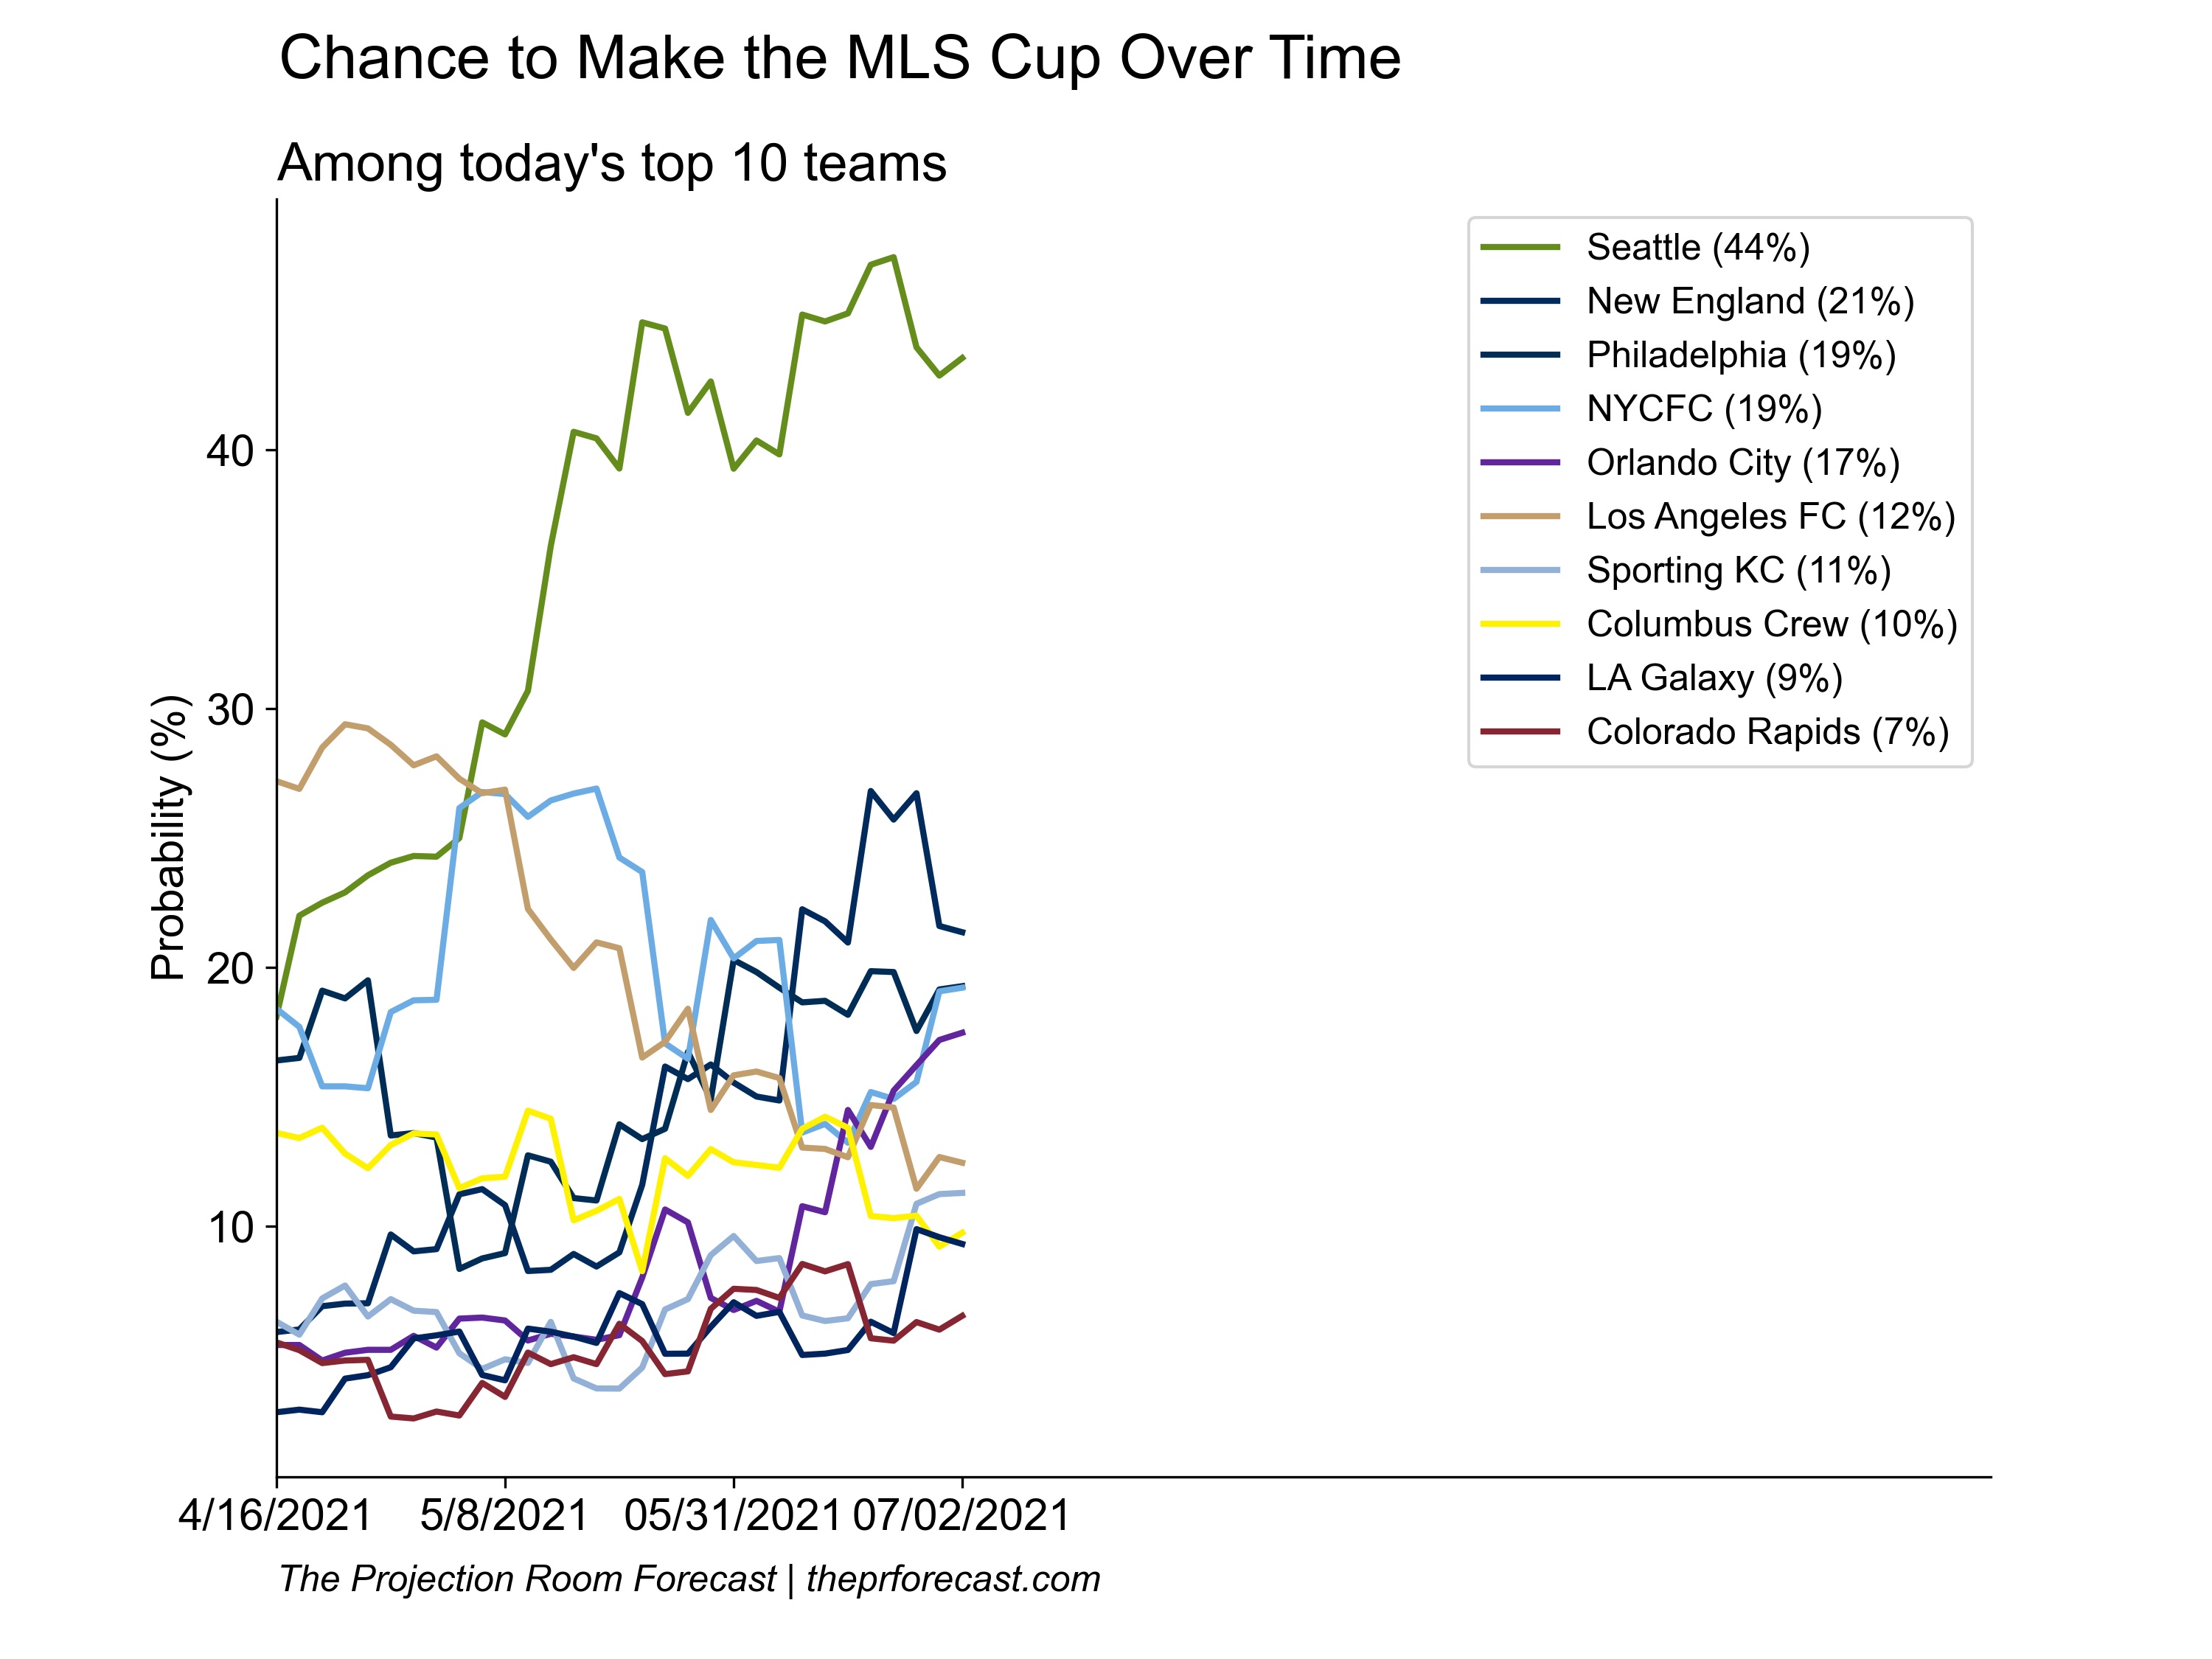 Chance to Make the MLS Cup Over Time
Among today's top 10 teams
Seattle (44%)
New England (21%)
Philadelphia (19%)
NYCFC (19%)
Orlando City (17%)
Los Angeles FC (12%)
Sporting KC (11%)
Columbus Crew (10%)
LA Galaxy (9%)
Colorado Rapids (7%)
Probability (%)
40
30
20
10
4/16/2021 5/8/2021 05/31/2021 07/02/2021
The Projection Room Forecast | theprforecast.com